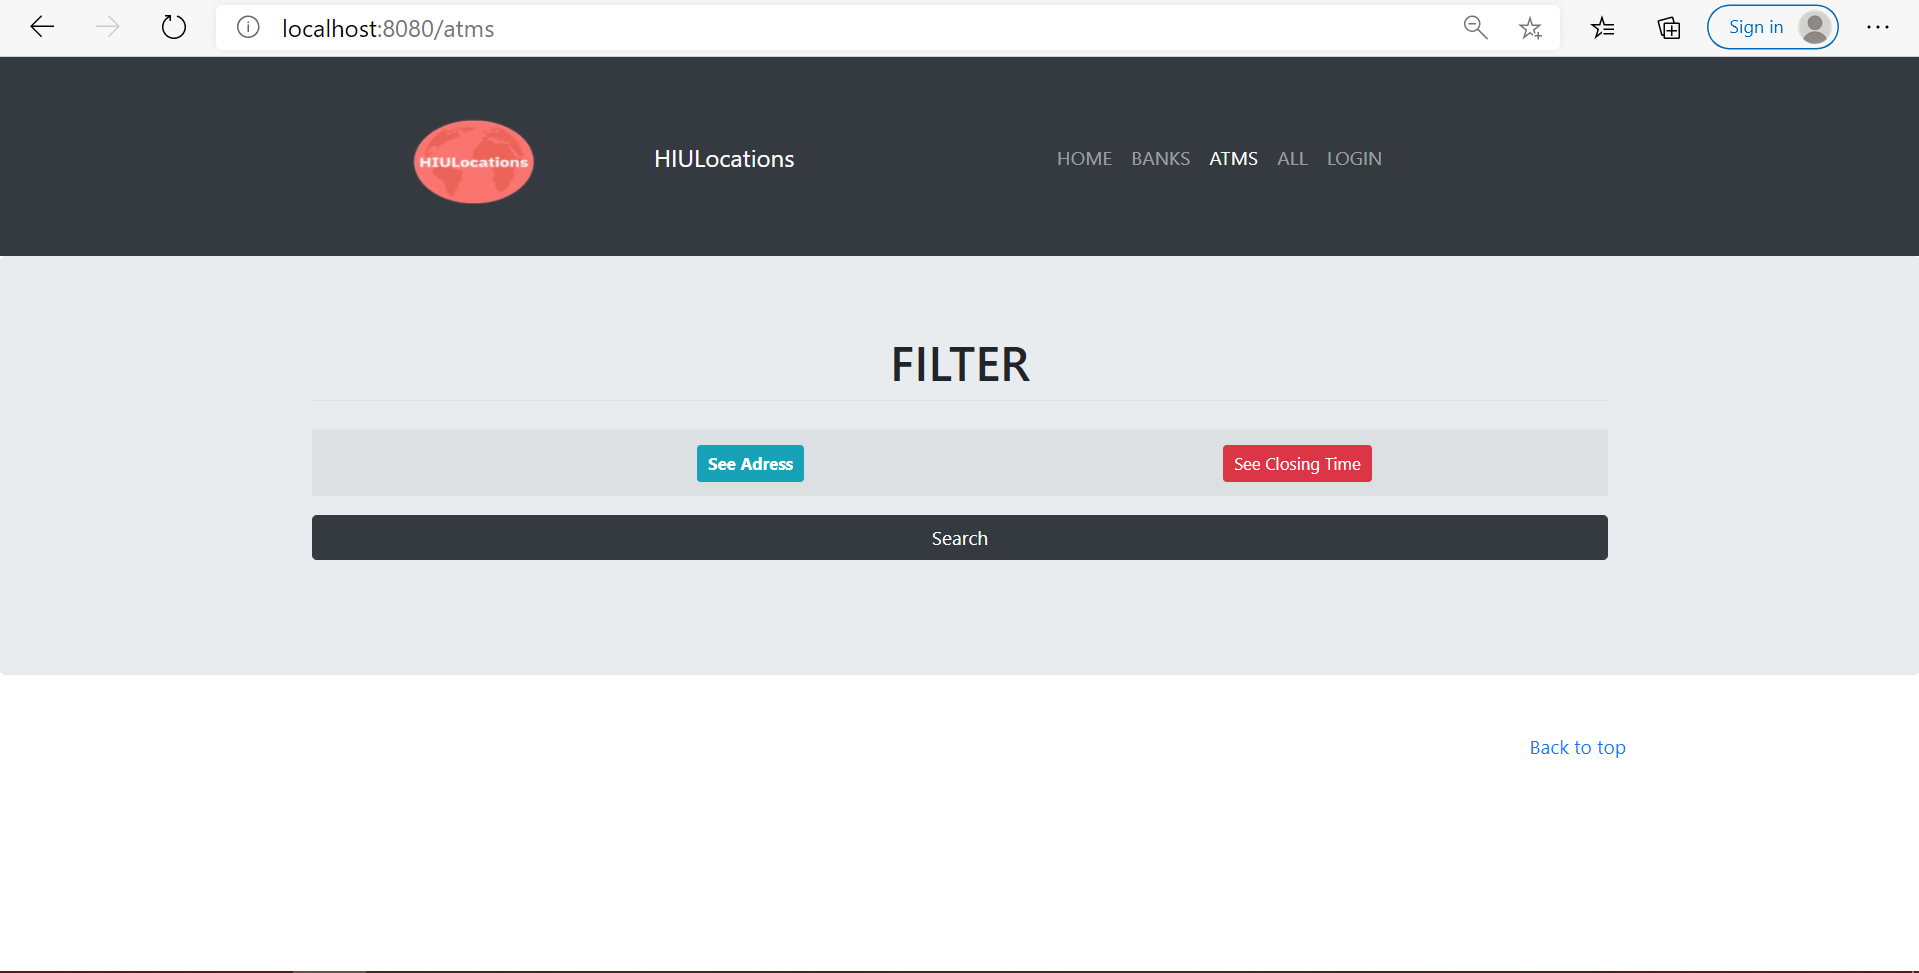 localhost:8080/atms
Sign in
HIULocations
HIULocations
HOME BANKS ATMS ALL LOGIN
FILTER
See Adress See Closing Time
Search
Back to top